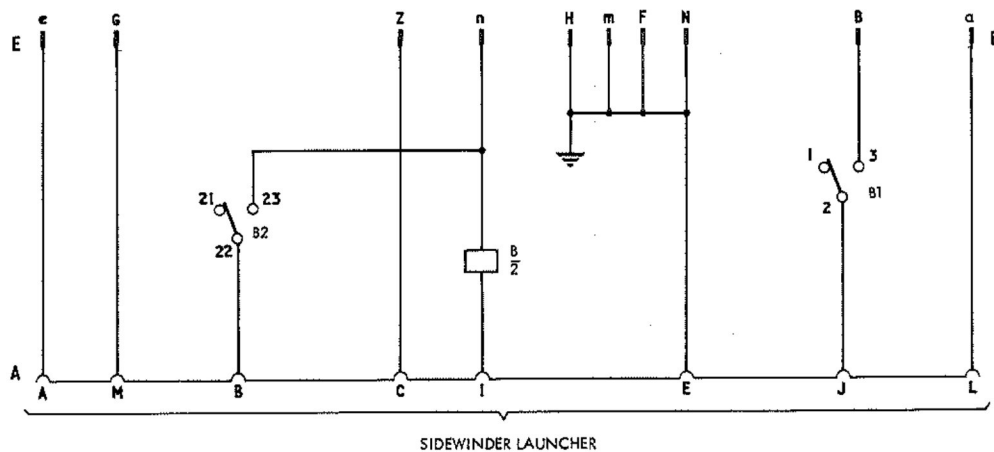 e G Z n H m F N B a
E E
1 3
2 B1
21 23
22 B2
B
2
A
A M B C I E J L
SIDEWINDER LAUNCHER